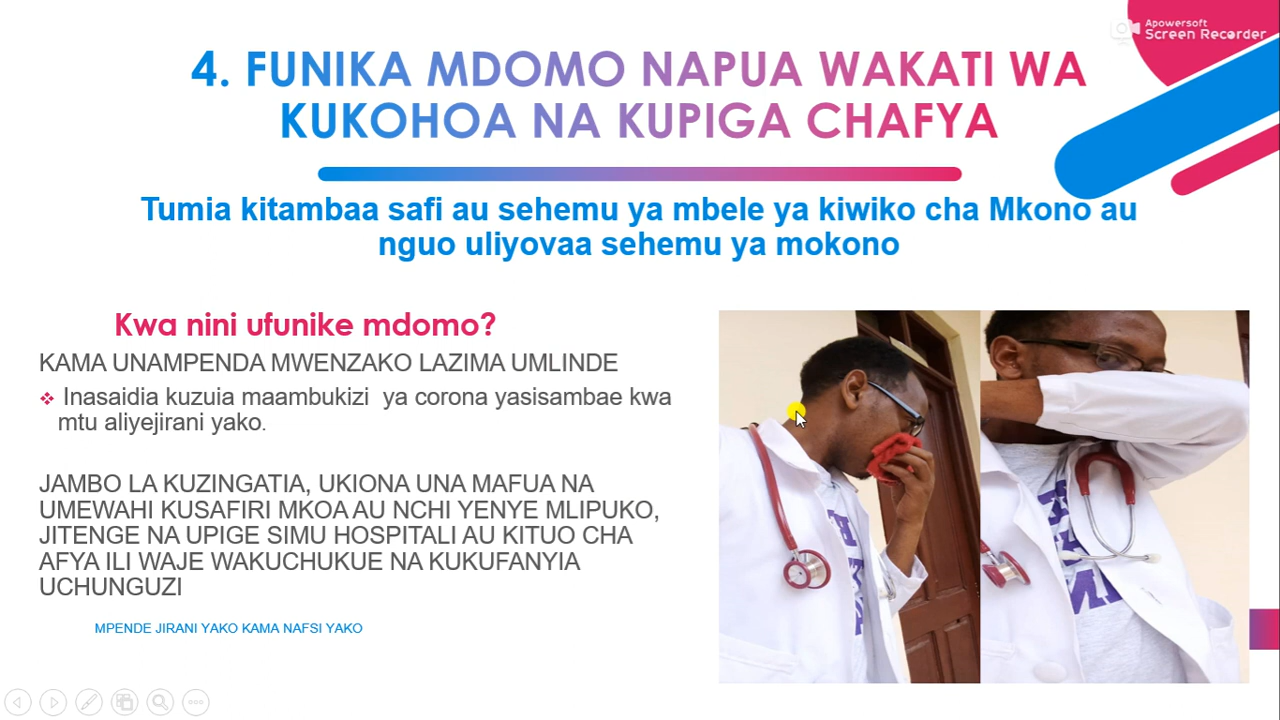 Apowersoft
Screen Recorder
4. FUNIKA MDOMO NAPUA WAKATI WA
KUKOHOA NA KUPIGA CHAFYA
Tumia kitambaa safi au sehemu ya mbele ya kiwiko cha Mkono au
nguo uliyovaa sehemu ya mokono
Kwa nini ufunike mdomo?
KAMA UNAMPENDA MWENZAKO LAZIMA UMLINDE
❖ Inasaidia kuzuia maambukizi ya corona yasisambae kwa
mtu aliyejirani yako.
JAMBO LA KUZINGATIA, UKIONA UNA MAFUA NA
UMEWAHI KUSAFIRI MKOA AU NCHI YENYE MLIPUKO,
JITENGE NA UPIGE SIMU HOSPITALI AU KITUO CHA
AFYA ILI WAJE WAKUCHUKUE NA KUKUFANYIA
UCHUNGUZI
MPENDE JIRANI YAKO KAMA NAFSI YAKO